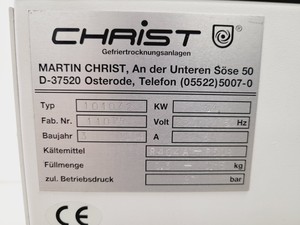 CHRIST
Gefriertrocknungsanlagen
MARTIN CHRIST, An der Unteren Söse 50
D-37520 Osterode, Telefon (05522)5007-0
Typ KW
Fab. Nr. Volt Hz
Baujahr A
Kältemittel
Füllmenge kg
zul. Betriebsdruck bar
CE